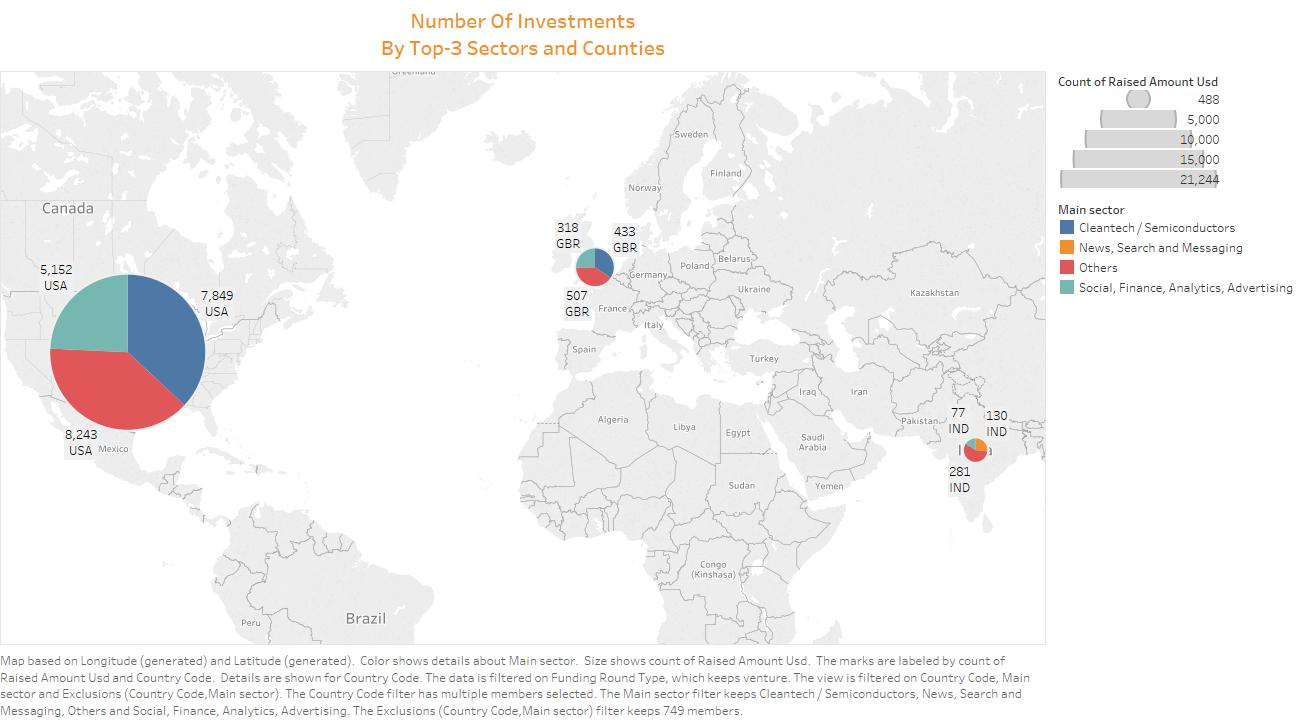 Number Of Investments
By Top-3 Sectors and Counties
Greenland
Canada
5,152
USA
7,849
USA
8,243
USA
Mexico
Brazil
Peru
Sweden
Finland
Norway
318
GBR
433
GBR
507
GBR
Germany
Poland
Belarus
Ukraine
France
Italy
Spain
Turkey
Kazakhstan
Iraq
Iran
Pakistan
Algeria
Libya
Egypt
Saudi
Arabia
Sudan
Yemen
Congo
(Kinshasa)
77
IND
130
IND
281
IND
Count of Raised Amount Usd
488
5,000
10,000
15,000
21,244
Main sector
Cleantech / Semiconductors
News, Search and Messaging
Others
Social, Finance, Analytics, Advertising
Map based on Longitude (generated) and Latitude (generated).  Color shows details about Main sector.  Size shows count of Raised Amount Usd.  The marks are labeled by count of
Raised Amount Usd and Country Code.  Details are shown for Country Code. The data is filtered on Funding Round Type, which keeps venture. The view is filtered on Country Code, Main
sector and Exclusions (Country Code,Main sector). The Country Code filter has multiple members selected. The Main sector filter keeps Cleantech / Semiconductors, News, Search and
Messaging, Others and Social, Finance, Analytics, Advertising. The Exclusions (Country Code,Main sector) filter keeps 749 members.